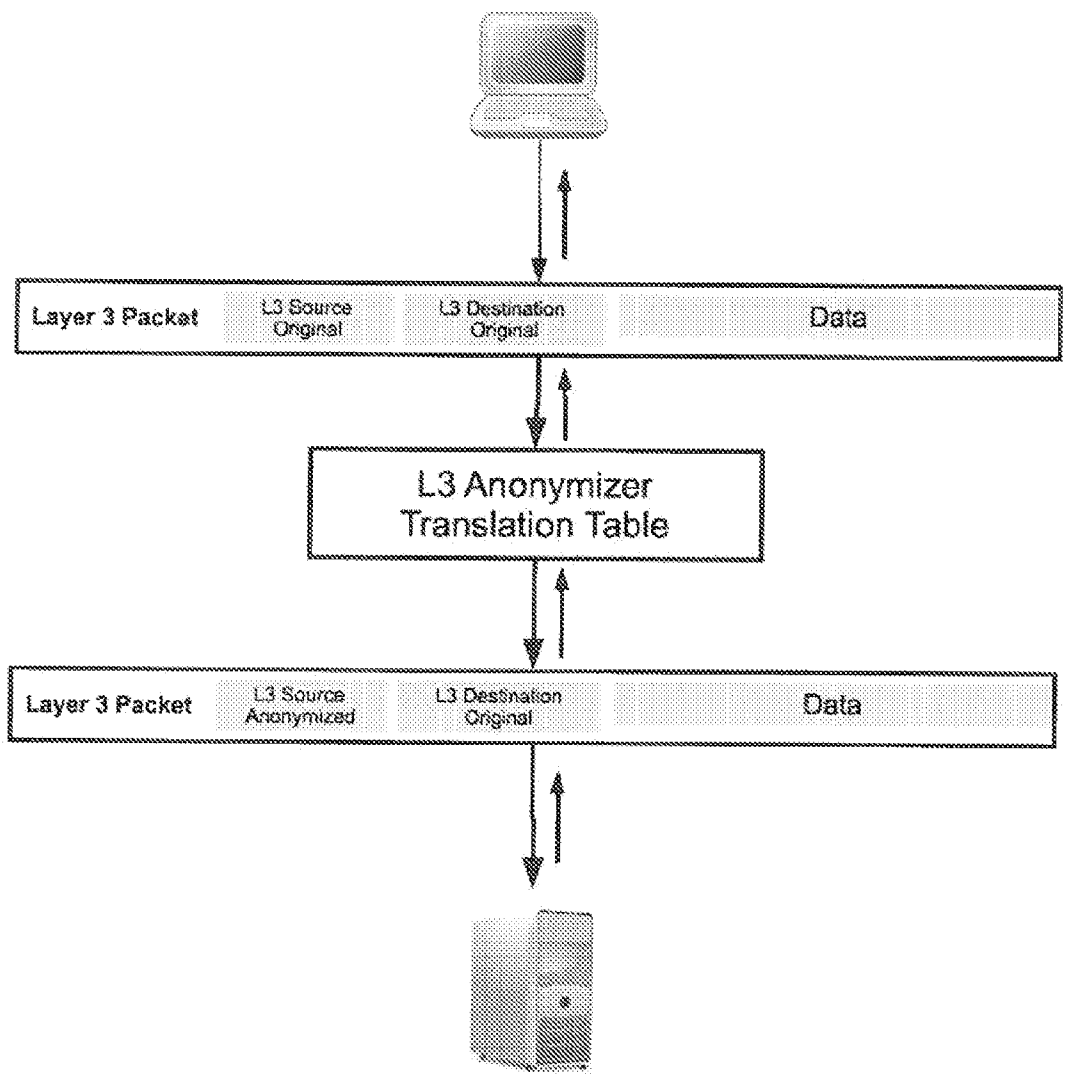 Layer 3 Packet
L3 Source
Original
L3 Destination
Original
Data
L3 Anonymizer
Translation Table
Layer 3 Packet
L3 Source
Anonymized
L3 Destination
Original
Data